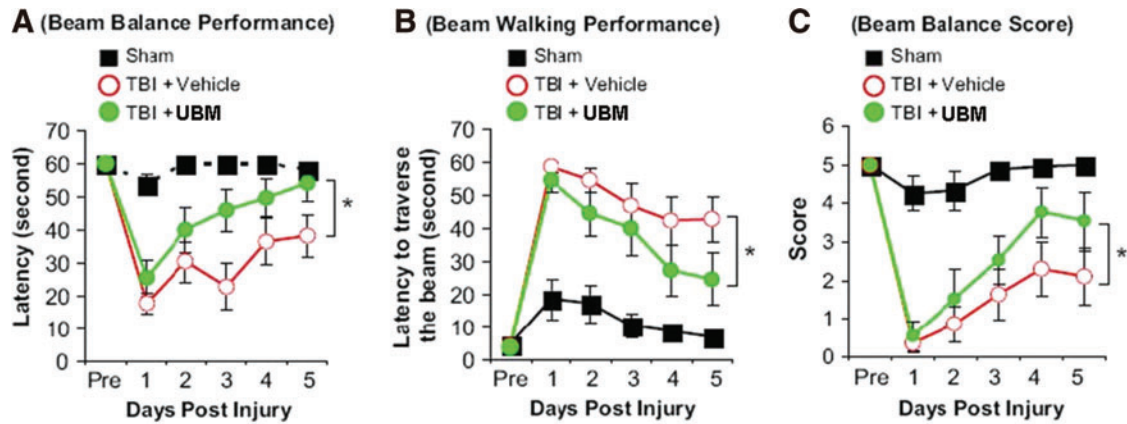 A (Beam Balance Performance)
Sham
TBI + Vehicle
TBI + UBM
Latency (second)
70
60
50
40
30
20
10
0
*
Pre 1 2 3 4 5
Days Post Injury
B (Beam Walking Performance)
Sham
TBI + Vehicle
TBI + UBM
Latency to traverse
the beam (second)
70
60
50
40
30
20
10
0
*
Pre 1 2 3 4 5
Days Post Injury
C (Beam Balance Score)
Sham
TBI + Vehicle
TBI + UBM
Score
6
5
4
3
2
1
0
*
Pre 1 2 3 4 5
Days Post Injury